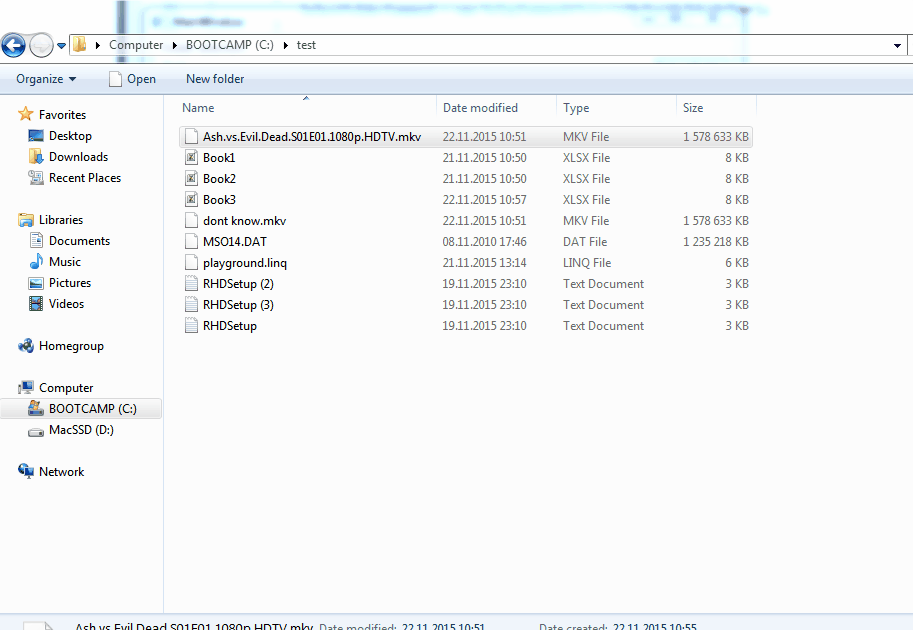 Computer BOOTCAMP (C:) test
Organize Open New folder
Favorites
Desktop
Downloads
Recent Places
Libraries
Documents
Music
Pictures
Videos
Homegroup
Computer
BOOTCAMP (C:)
MacSSD (D:)
Network
Name Date modified Type Size
Ash.vs.Evil.Dead.S01E01.1080p.HDTV.mkv 22.11.2015 10:51 MKV File 1 578 633 KB
Book1 21.11.2015 10:50 XLSX File 8 KB
Book2 21.11.2015 10:50 XLSX File 8 KB
Book3 22.11.2015 10:57 XLSX File 8 KB
dont know.mkv 22.11.2015 10:51 MKV File 1 578 633 KB
MSO14.DAT 08.11.2010 17:46 DAT File 1 235 218 KB
playground.linq 21.11.2015 13:14 LINQ File 6 KB
RHDSetup (2) 19.11.2015 23:10 Text Document 3 KB
RHDSetup (3) 19.11.2015 23:10 Text Document 3 KB
RHDSetup 19.11.2015 23:10 Text Document 3 KB
Ash.vs.Evil.Dead.S01E01.1080p.HDTV.mkv Date modified: 22.11.2015 10:51 Date created: 22.11.2015 10:55